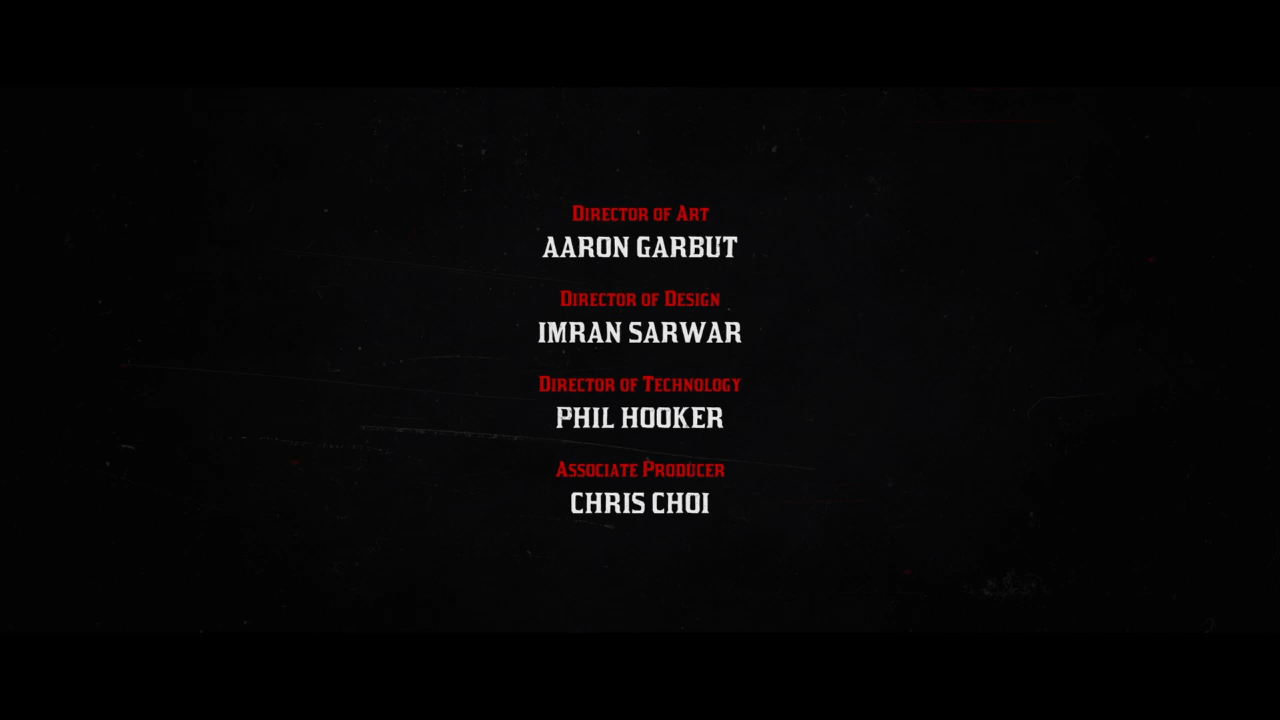 Director of Art
AARON GARBUT
Director of Design
IMRAN SARWAR
Director of Technology
PHIL HOOKER
Associate Producer
CHRIS CHOI